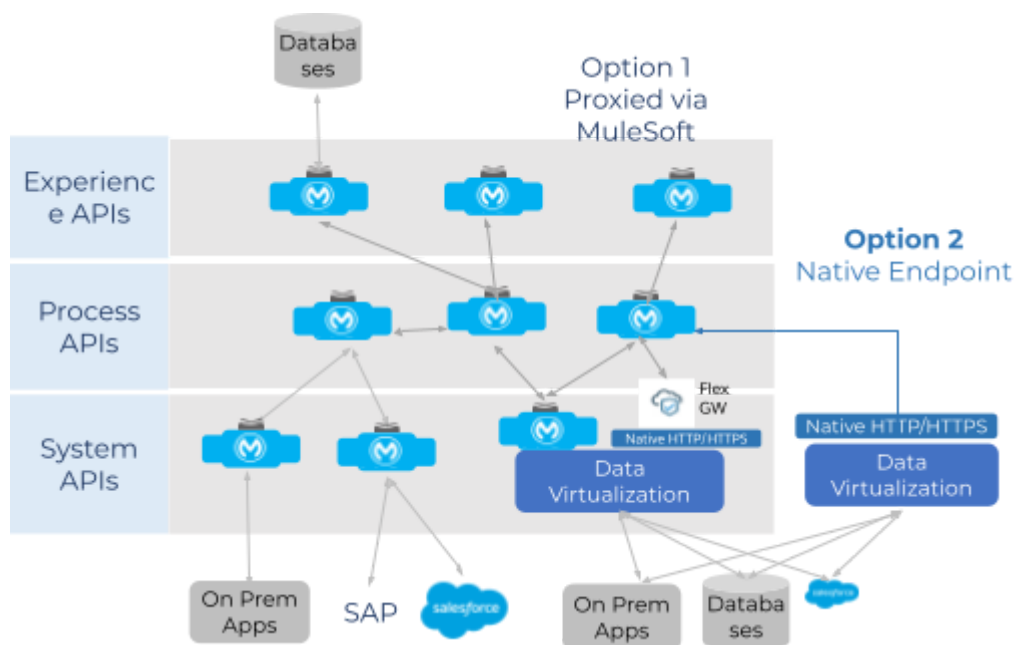 Databa
ses
Option 1
Proxied via
MuleSoft
Experienc
e APIs
Option 2
Native Endpoint
Process
APIs
Flex
GW
System
APIs
Native HTTP/HTTPS
Data
Virtualization
Native HTTP/HTTPS
Data
Virtualization
On Prem
Apps
SAP
salesforce
On Prem
Apps
Databa
ses
salesforce